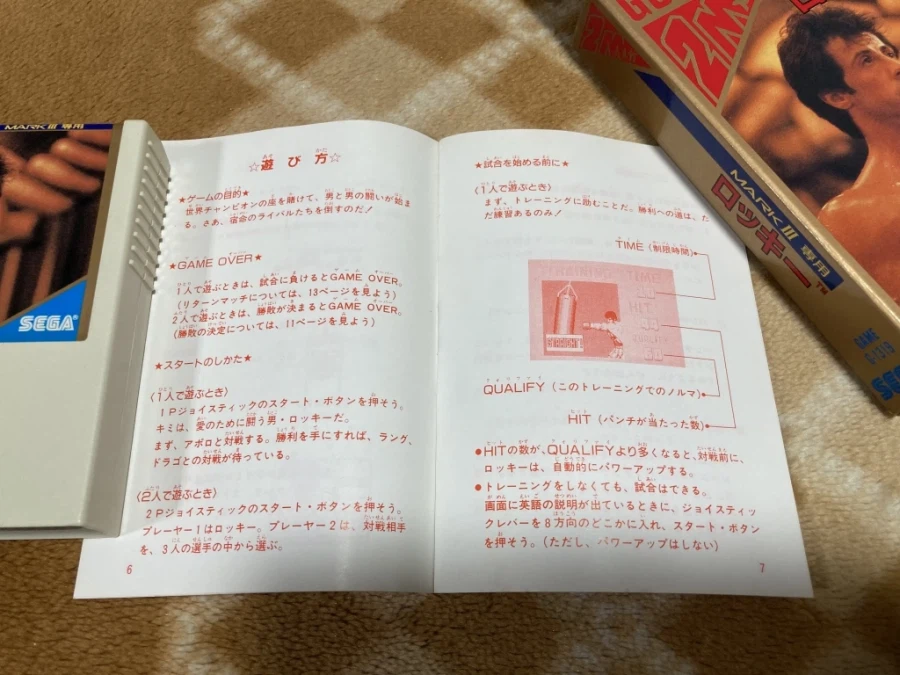 MARK III 専用
SEGA
☆遊び方☆
★ゲームの目的★
世界チャンピオンの座を賭けて、男と男の闘いが始ま
る。さあ、宿命のライバルたちを倒すのだ！
★GAME OVER★
1人で遊ぶときは、試合に負けるとGAME OVER。
(リターンマッチについては、13ページを見よう)
2人で遊ぶときは、勝敗が決まるとGAME OVER。
(勝敗の決定については、11ページを見よう)
★スタートのしかた★
〈1人で遊ぶとき〉
1Pジョイスティックのスタート・ボタンを押そう。
キミは、愛のために闘う男・ロッキーだ。
まず、アポロと対戦する。勝利を手にすれば、ラング、
ドラゴとの対戦が待っている。
〈2人で遊ぶとき〉
2Pジョイスティックのスタート・ボタンを押そう。
プレーヤー1はロッキー。プレーヤー2は、対戦相手
を、3人の選手の中から選ぶ。
6
★試合を始める前に★
〈1人で遊ぶとき〉
まず、トレーニングに励むことだ。勝利への道は、た
だ練習あるのみ！
TIME (制限時間)
TRAINING TIME
HIT
QUALIFY
60
QUALIFY (このトレーニングでのノルマ)
HIT (パンチが当たった数)
●HITの数が、QUALIFYより多くなると、対戦前に、
ロッキーは、自動的にパワーアップする。
●トレーニングをしなくても、試合はできる。
画面に英語の説明が出ているときに、ジョイスティッ
クレバーを8方向のどこかに入れ、スタート・ボタン
を押そう。(ただし、パワーアップはしない)
7
MARK III 専用
ロッキー™
GAME
G-1319